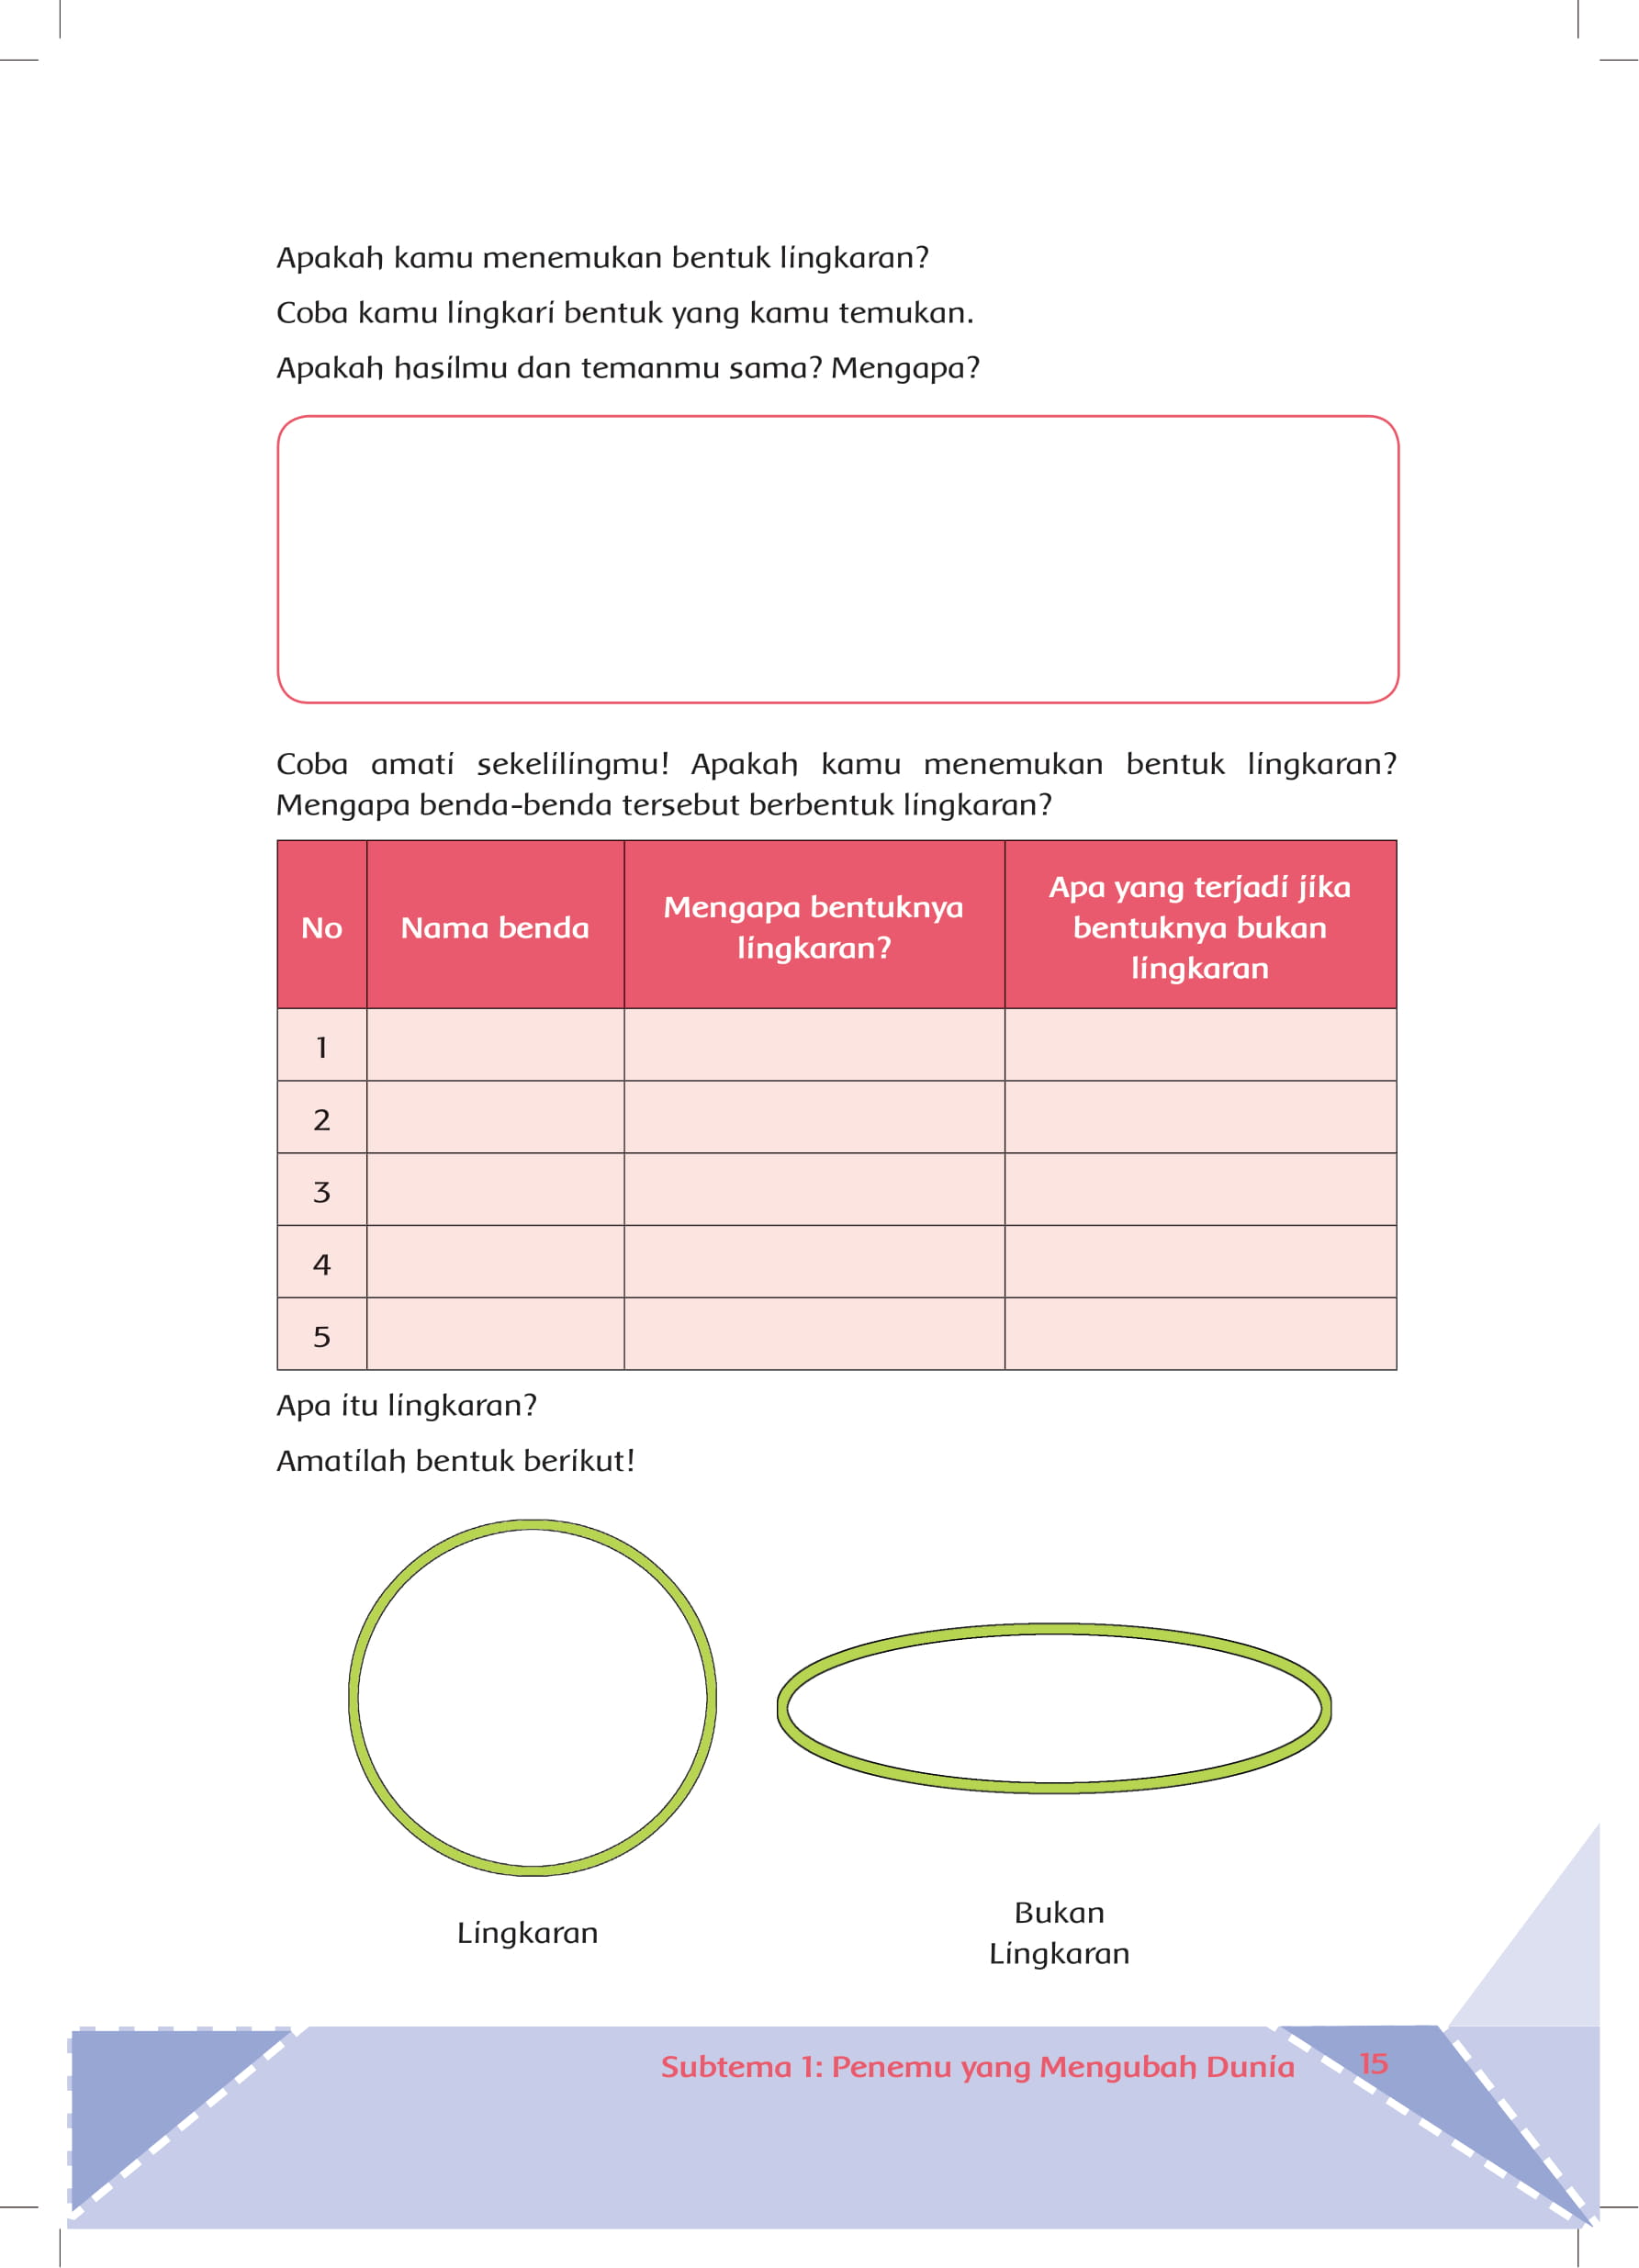 Apakah kamu menemukan bentuk lingkaran?
Coba kamu lingkari bentuk yang kamu temukan.
Apakah hasilmu dan temanmu sama? Mengapa?
Coba amati sekelilingmu! Apakah kamu menemukan bentuk lingkaran?
Mengapa benda-benda tersebut berbentuk lingkaran?
No
Nama benda
Mengapa bentuknya
lingkaran?
Apa yang terjadi jika
bentuknya bukan
lingkaran
1
2
3
4
5
Apa itu lingkaran?
Amatilah bentuk berikut!
Lingkaran
Bukan
Lingkaran
Subtema 1: Penemu yang Mengubah Dunia 15